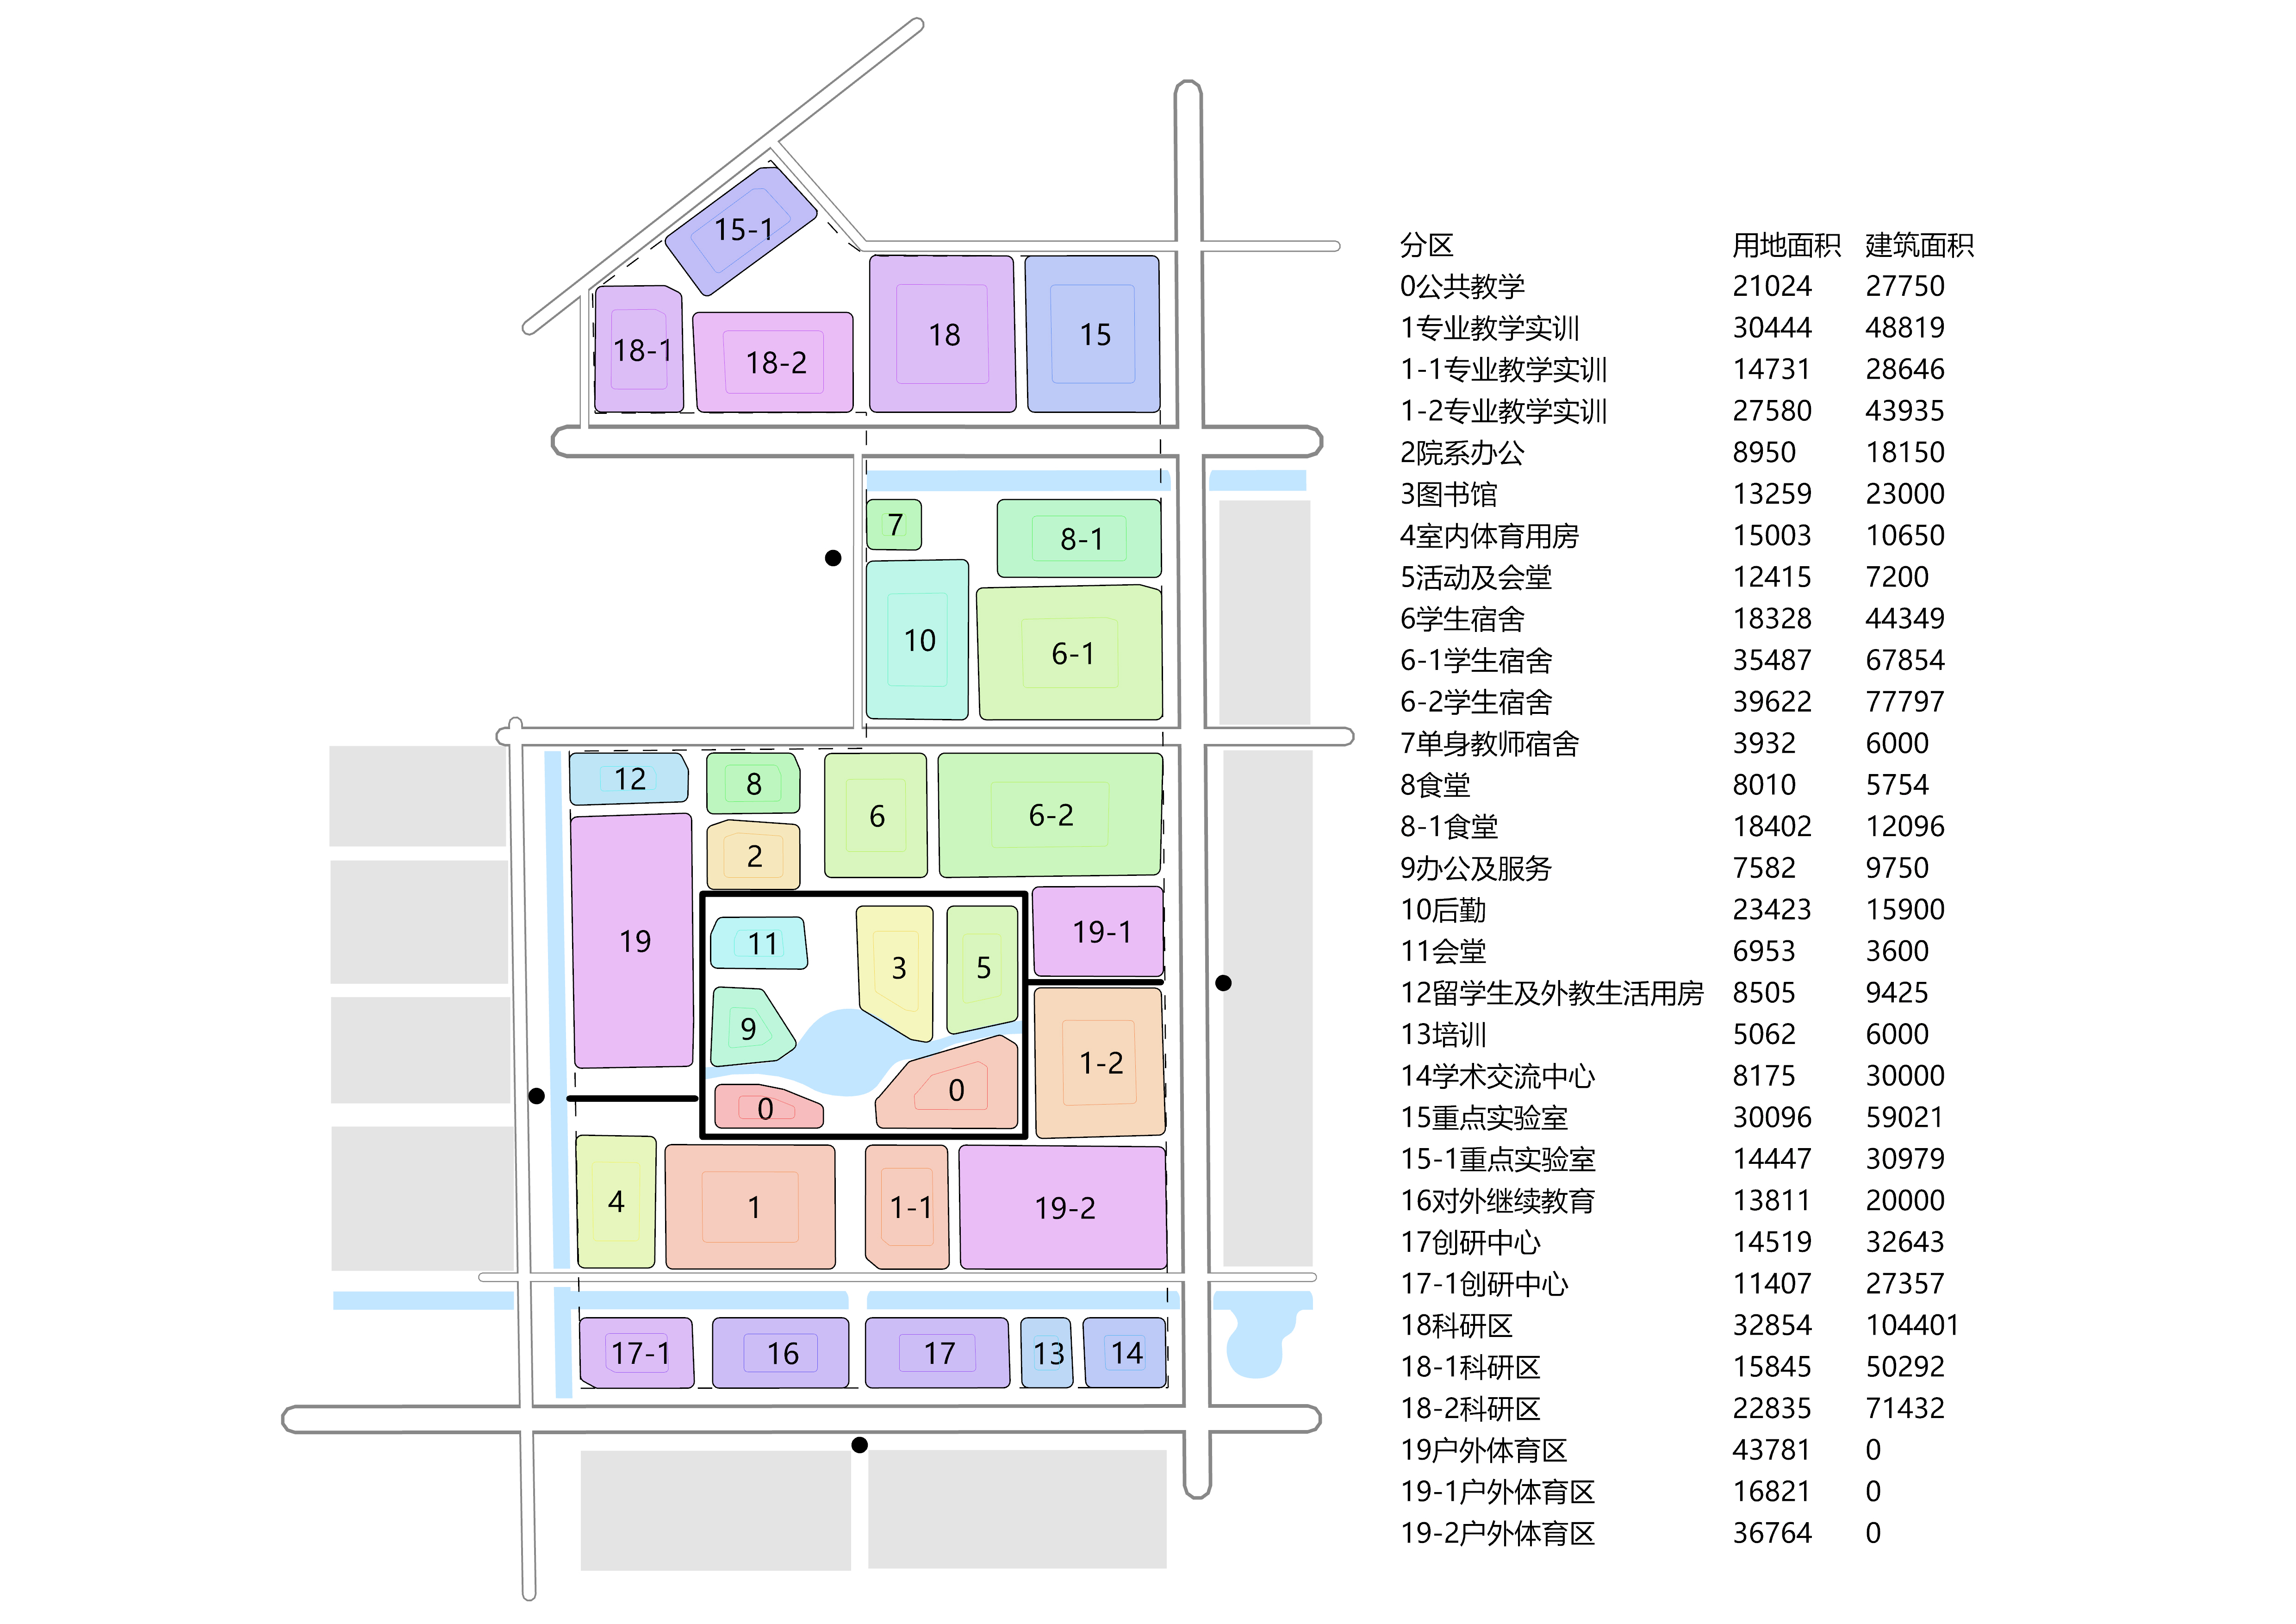 15-1
18-1
18-2
18
15
7
8-1
10
6-1
12
8
6
6-2
2
19
11
3
5
19-1
9
1-2
0
0
4
1
1-1
19-2
17-1
16
17
13
14
分区 用地面积 建筑面积
0公共教学 21024 27750
1专业教学实训 30444 48819
1-1专业教学实训 14731 28646
1-2专业教学实训 27580 43935
2院系办公 8950 18150
3图书馆 13259 23000
4室内体育用房 15003 10650
5活动及会堂 12415 7200
6学生宿舍 18328 44349
6-1学生宿舍 35487 67854
6-2学生宿舍 39622 77797
7单身教师宿舍 3932 6000
8食堂 8010 5754
8-1食堂 18402 12096
9办公及服务 7582 9750
10后勤 23423 15900
11会堂 6953 3600
12留学生及外教生活用房 8505 9425
13培训 5062 6000
14学术交流中心 8175 30000
15重点实验室 30096 59021
15-1重点实验室 14447 30979
16对外继续教育 13811 20000
17创研中心 14519 32643
17-1创研中心 11407 27357
18科研区 32854 104401
18-1科研区 15845 50292
18-2科研区 22835 71432
19户外体育区 43781 0
19-1户外体育区 16821 0
19-2户外体育区 36764 0